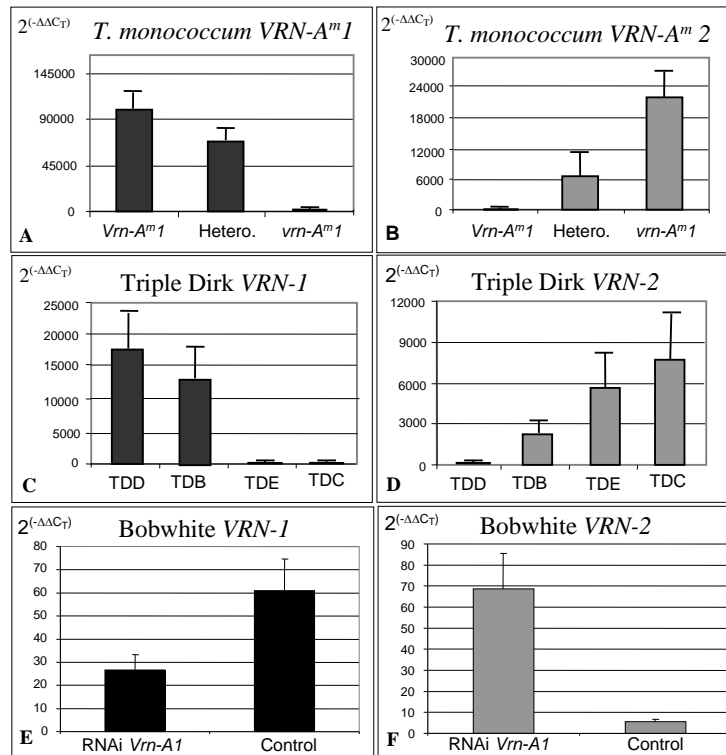 2(-ΔΔCT) T. monococcum VRN-Aᵐ1
145000
90000
45000
0
Vrn-Aᵐ1 Hetero. vrn-Aᵐ1
A
2(-ΔΔCT) T. monococcum VRN-Aᵐ 2
30000
24000
18000
12000
6000
0
Vrn-Aᵐ1 Hetero. vrn-Aᵐ1
B
2(-ΔΔCT) Triple Dirk VRN-1
25000
20000
15000
10000
5000
0
TDD TDB TDE TDC
C
2(-ΔΔCT) Triple Dirk VRN-2
12000
9000
6000
3000
0
TDD TDB TDE TDC
D
2(-ΔΔCT) Bobwhite VRN-1
80
70
60
50
40
30
20
10
0
RNAi Vrn-A1 Control
E
2(-ΔΔCT) Bobwhite VRN-2
90
80
70
60
50
40
30
20
10
0
RNAi Vrn-A1 Control
F